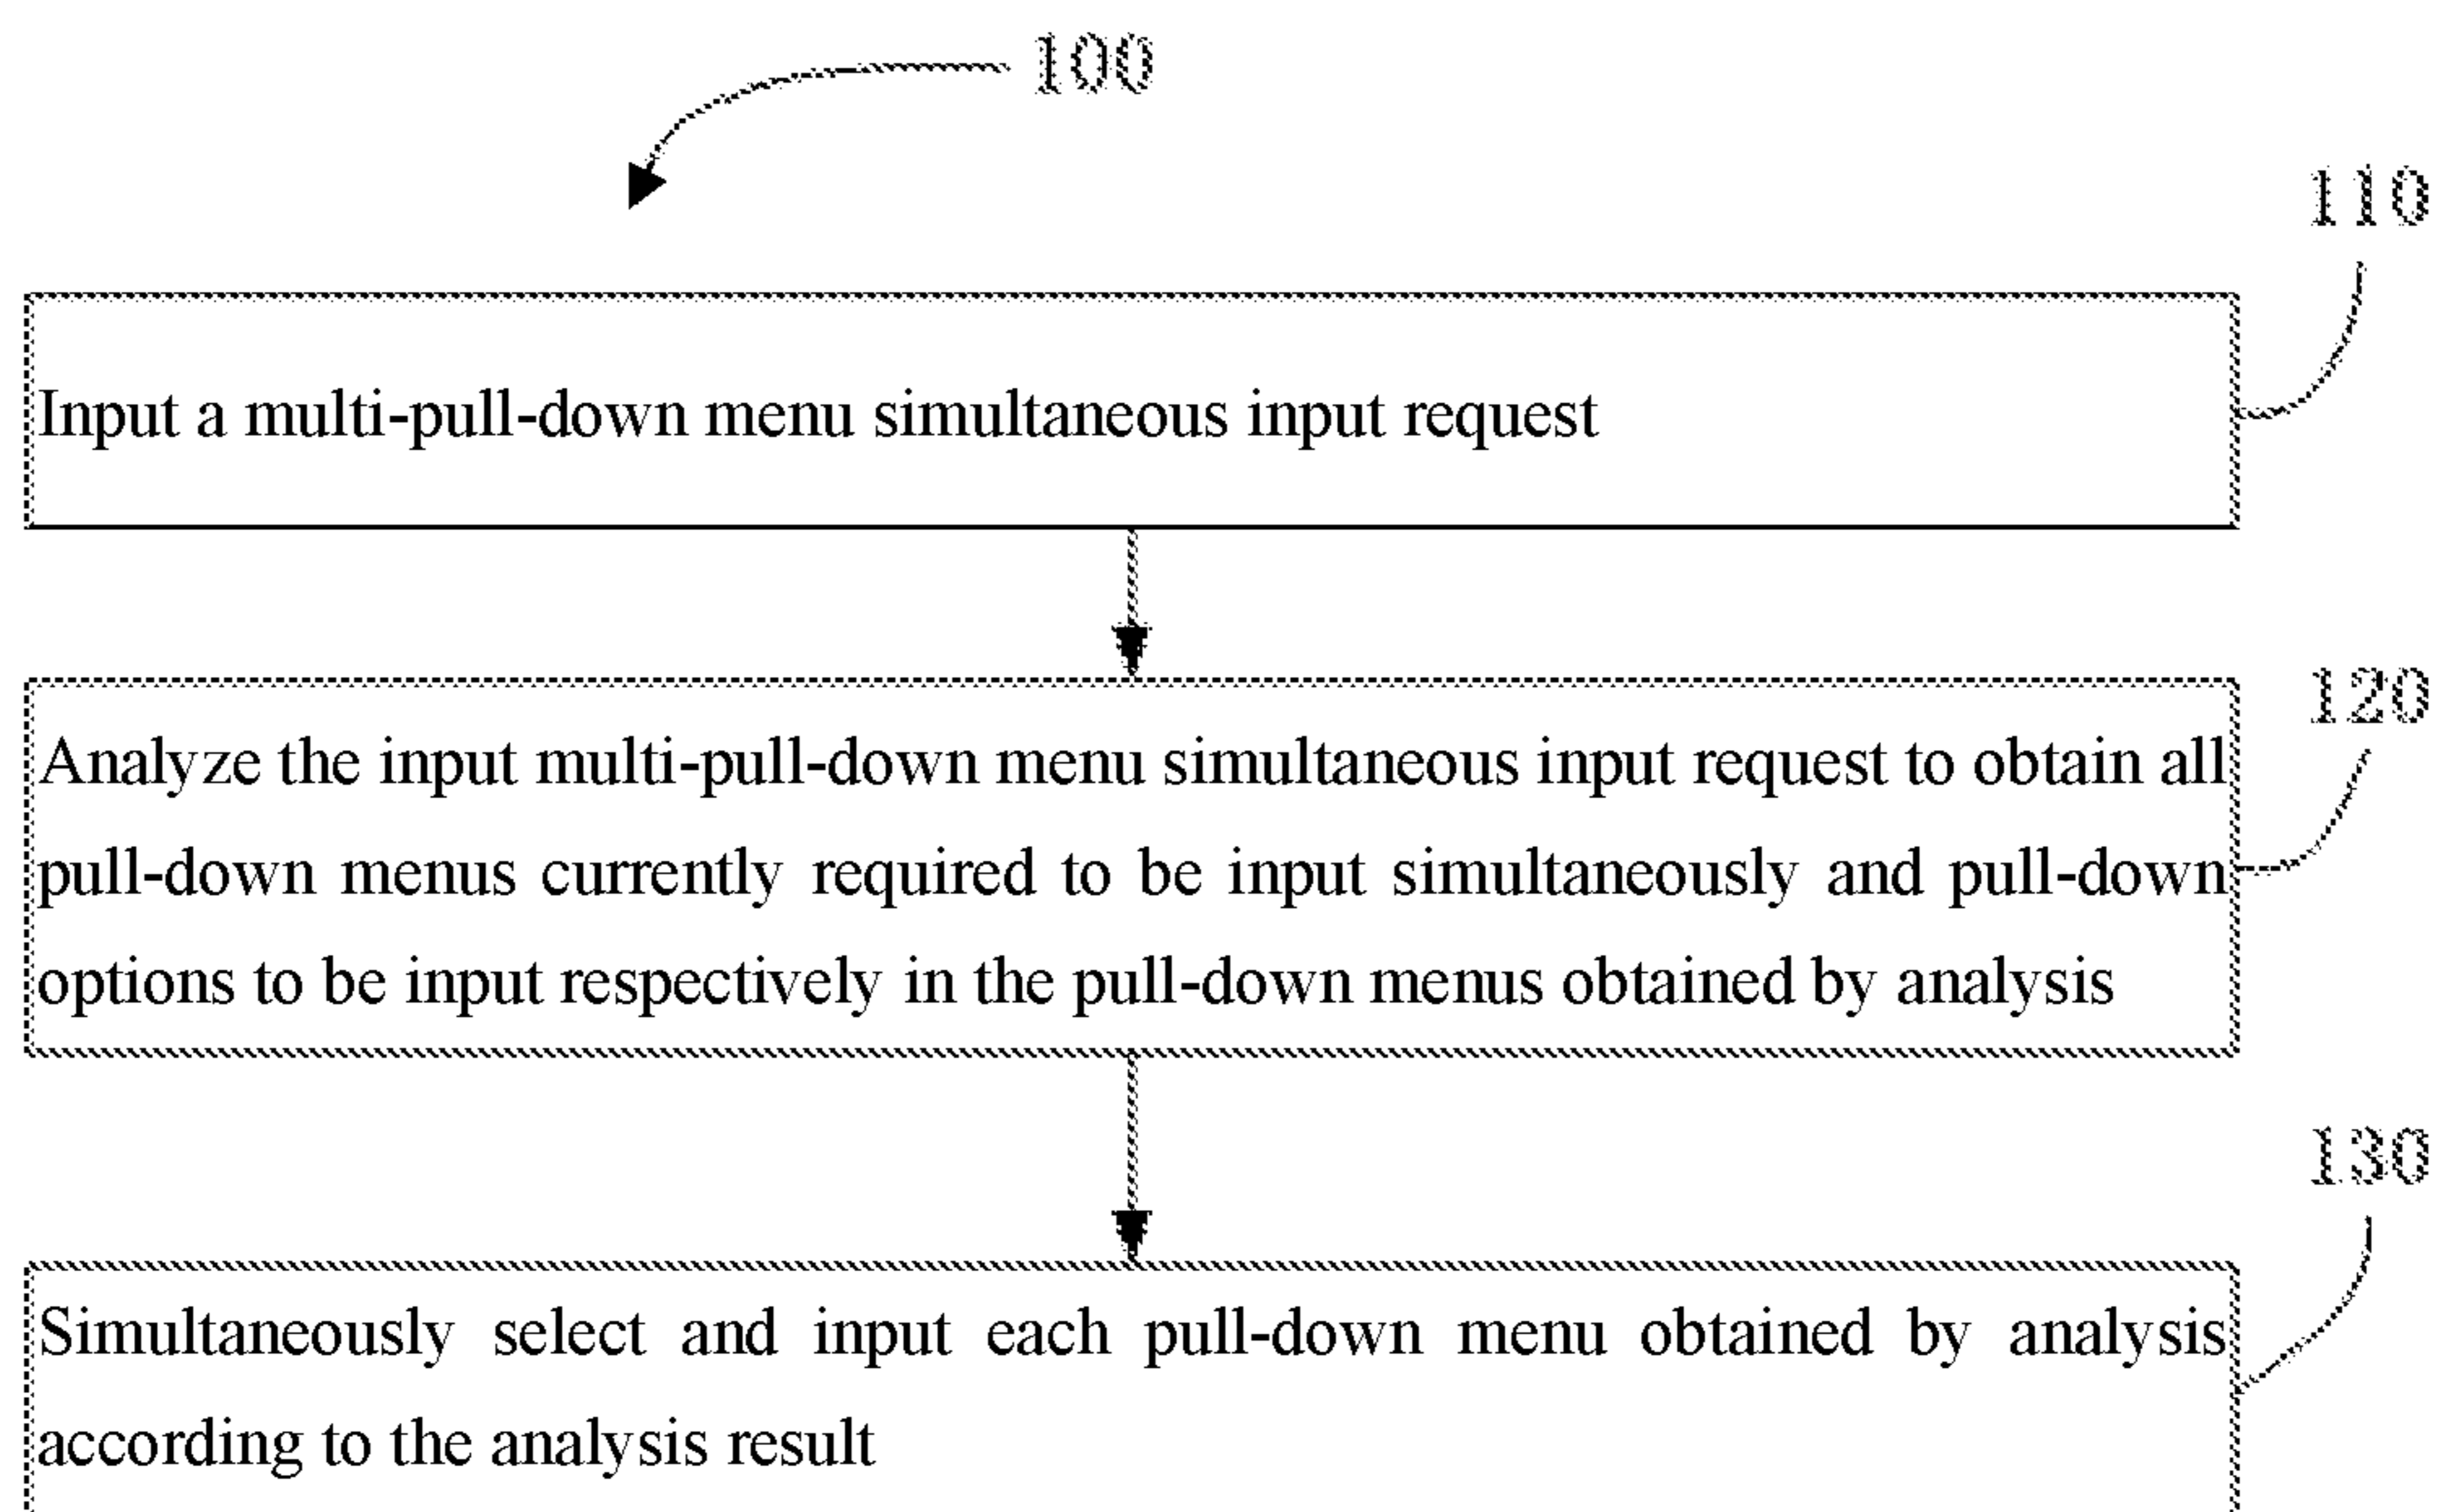 100
110
Input a multi-pull-down menu simultaneous input request
120
Analyze the input multi-pull-down menu simultaneous input request to obtain all
pull-down menus currently required to be input simultaneously and pull-down
options to be input respectively in the pull-down menus obtained by analysis
130
Simultaneously select and input each pull-down menu obtained by analysis
according to the analysis result